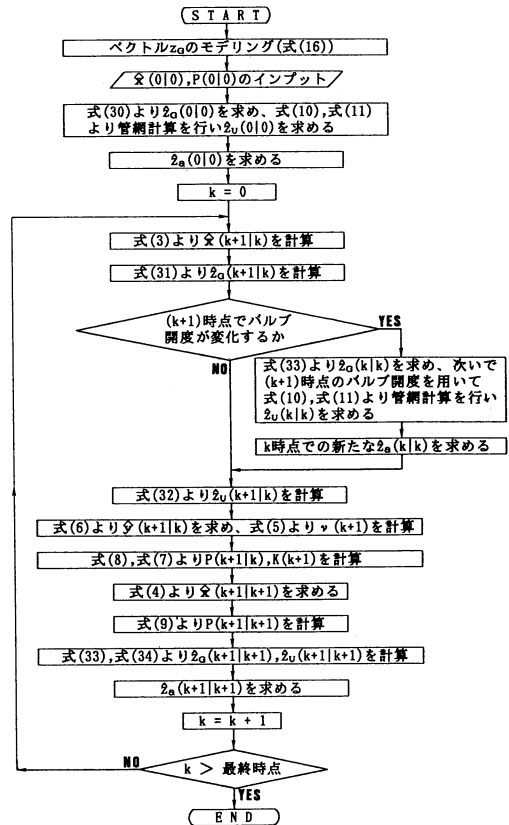 START
ベクトルzGのモデリング(式(16))
x̂(0|0),P(0|0)のインプット
式(30)よりẑG(0|0)を求め、式(10),式(11)
より管網計算を行いẑU(0|0)を求める
ẑa(0|0)を求める
k = 0
式(3)よりx̂(k+1|k)を計算
式(31)よりẑG(k+1|k)を計算
(k+1)時点でバルブ
開度が変化するか
YES
NO
式(33)よりẑG(k|k)を求め、次いで
(k+1)時点のバルブ開度を用いて
式(10),式(11)より管網計算を行い
ẑU(k|k)を求める
k時点での新たなẑa(k|k)を求める
式(32)よりẑU(k+1|k)を計算
式(6)よりŷ(k+1|k)を求め、式(5)よりν(k+1)を計算
式(8),式(7)よりP(k+1|k),K(k+1)を計算
式(4)よりx̂(k+1|k+1)を求める
式(9)よりP(k+1|k+1)を計算
式(33),式(34)よりẑG(k+1|k+1),ẑU(k+1|k+1)を計算
ẑa(k+1|k+1)を求める
k = k + 1
NO
k > 最終時点
YES
END